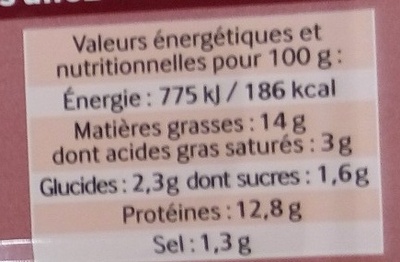 Valeurs énergétiques et
nutritionnelles pour 100 g :
Énergie : 775 kJ / 186 kcal
Matières grasses : 14 g
dont acides gras saturés : 3 g
Glucides : 2,3g dont sucres : 1,6g
Protéines : 12,8 g
Sel : 1,3 g